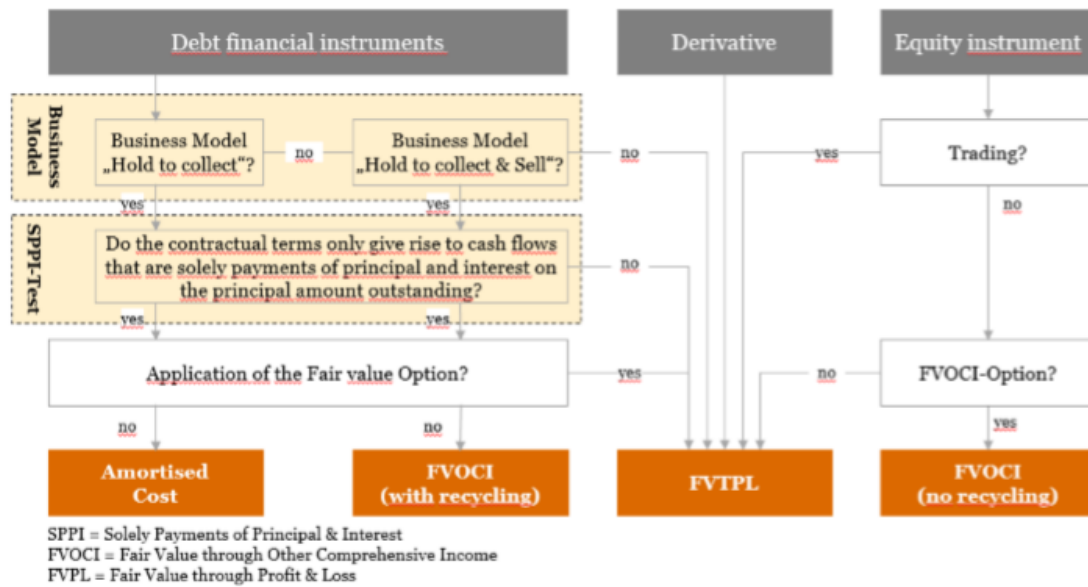 Debt financial instruments
Derivative
Equity instrument
Business
Model
Business Model
„Hold to collect“?
no
Business Model
„Hold to collect & Sell“?
no
yes
Trading?
yes
yes
no
SPPI-Test
Do the contractual terms only give rise to cash flows
that are solely payments of principal and interest on
the principal amount outstanding?
no
yes
yes
Application of the Fair value Option?
yes
no
FVOCI-Option?
no
no
yes
Amortised
Cost
FVOCI
(with recycling)
FVTPL
FVOCI
(no recycling)
SPPI = Solely Payments of Principal & Interest
FVOCI = Fair Value through Other Comprehensive Income
FVPL = Fair Value through Profit & Loss